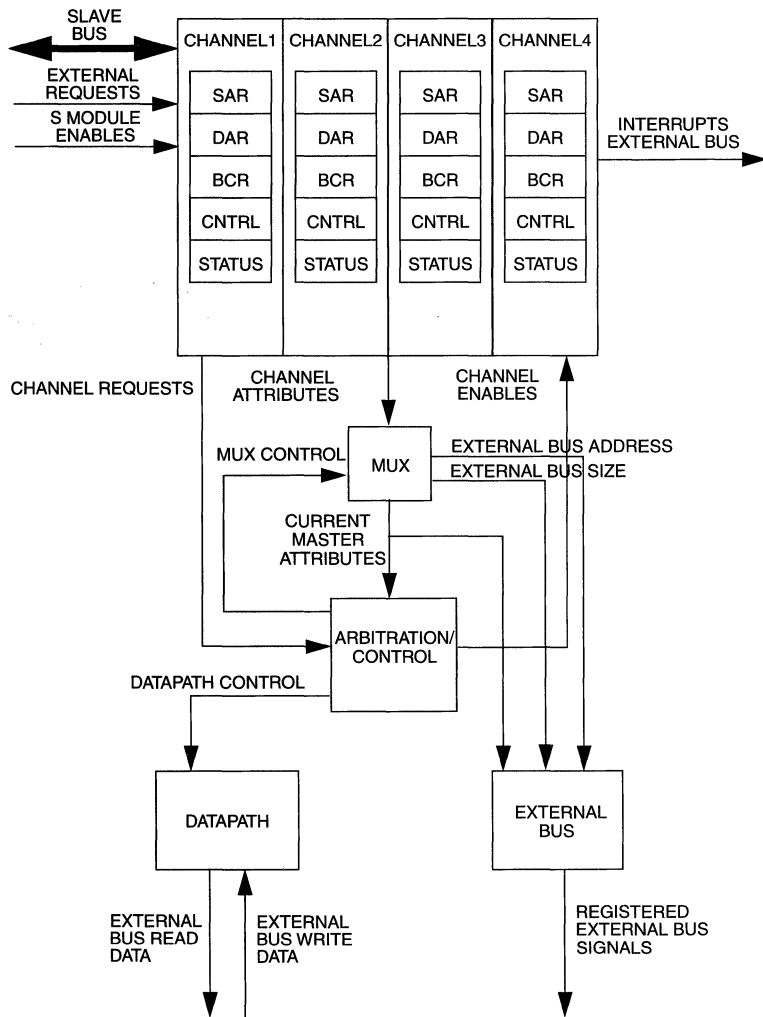 SLAVE
BUS
EXTERNAL
REQUESTS
S MODULE
ENABLES
CHANNEL1
SAR
DAR
BCR
CNTRL
STATUS
CHANNEL2
SAR
DAR
BCR
CNTRL
STATUS
CHANNEL3
SAR
DAR
BCR
CNTRL
STATUS
CHANNEL4
SAR
DAR
BCR
CNTRL
STATUS
INTERRUPTS
EXTERNAL BUS
CHANNEL REQUESTS
CHANNEL
ATTRIBUTES
CHANNEL
ENABLES
MUX CONTROL
MUX
EXTERNAL BUS ADDRESS
EXTERNAL BUS SIZE
CURRENT
MASTER
ATTRIBUTES
ARBITRATION/
CONTROL
DATAPATH CONTROL
DATAPATH
EXTERNAL
BUS
EXTERNAL
BUS READ
DATA
EXTERNAL
BUS WRITE
DATA
REGISTERED
EXTERNAL BUS
SIGNALS